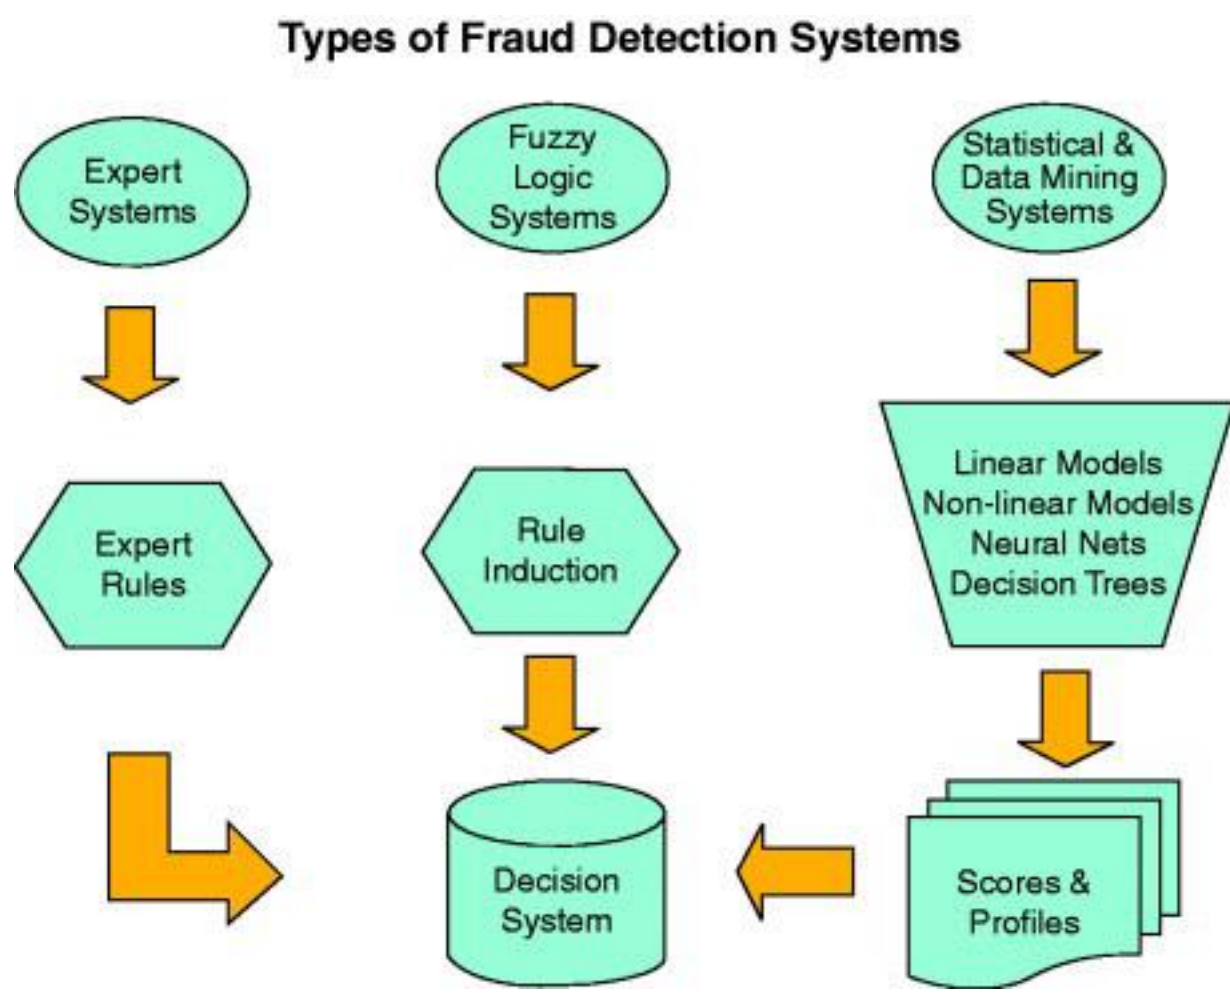 Types of Fraud Detection Systems
Expert
Systems
Fuzzy
Logic
Systems
Statistical &
Data Mining
Systems
Expert
Rules
Rule
Induction
Linear Models
Non-linear Models
Neural Nets
Decision Trees
Decision
System
Scores &
Profiles